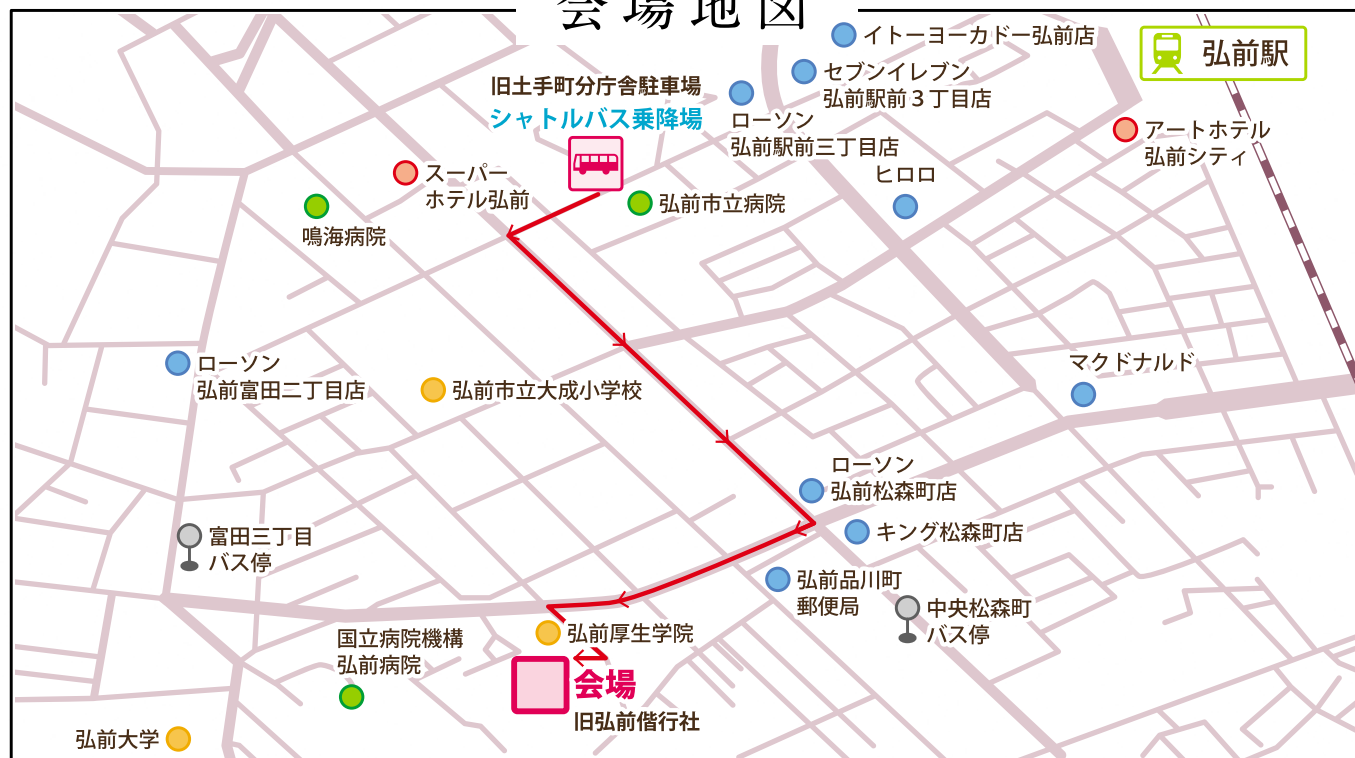 会場地図
イトーヨーカドー弘前店
弘前駅
セブンイレブン
弘前駅前3丁目店
旧土手町分庁舎駐車場
シャトルバス乗降場
ローソン
弘前駅前三丁目店
アートホテル
弘前シティ
スーパー
ホテル弘前
ヒロロ
弘前市立病院
鳴海病院
ローソン
弘前富田二丁目店
マクドナルド
弘前市立大成小学校
ローソン
弘前松森町店
キング松森町店
富田三丁目
バス停
弘前品川町
郵便局
中央松森町
バス停
国立病院機構
弘前病院
弘前厚生学院
会場
旧弘前偕行社
弘前大学